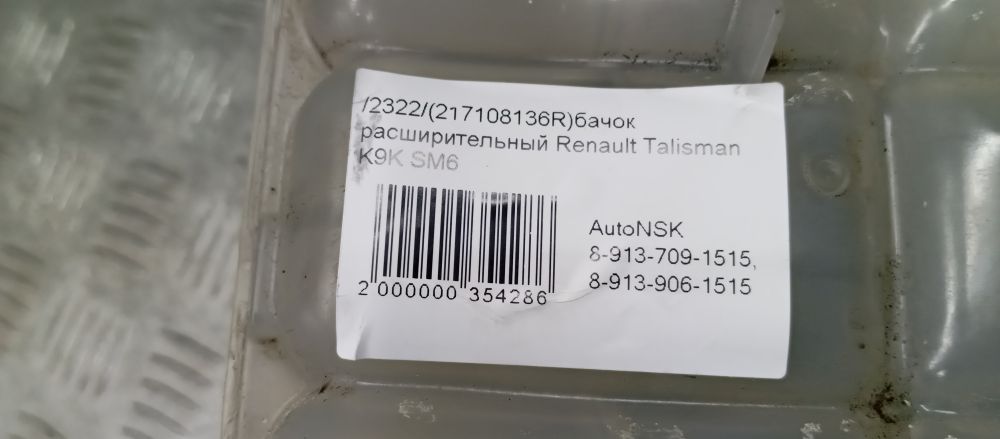 /2322/(217108136R)бачок
расширительный Renault Talisman
K9K SM6
AutoNSK
8-913-709-1515,
8-913-906-1515
2 000000 354286